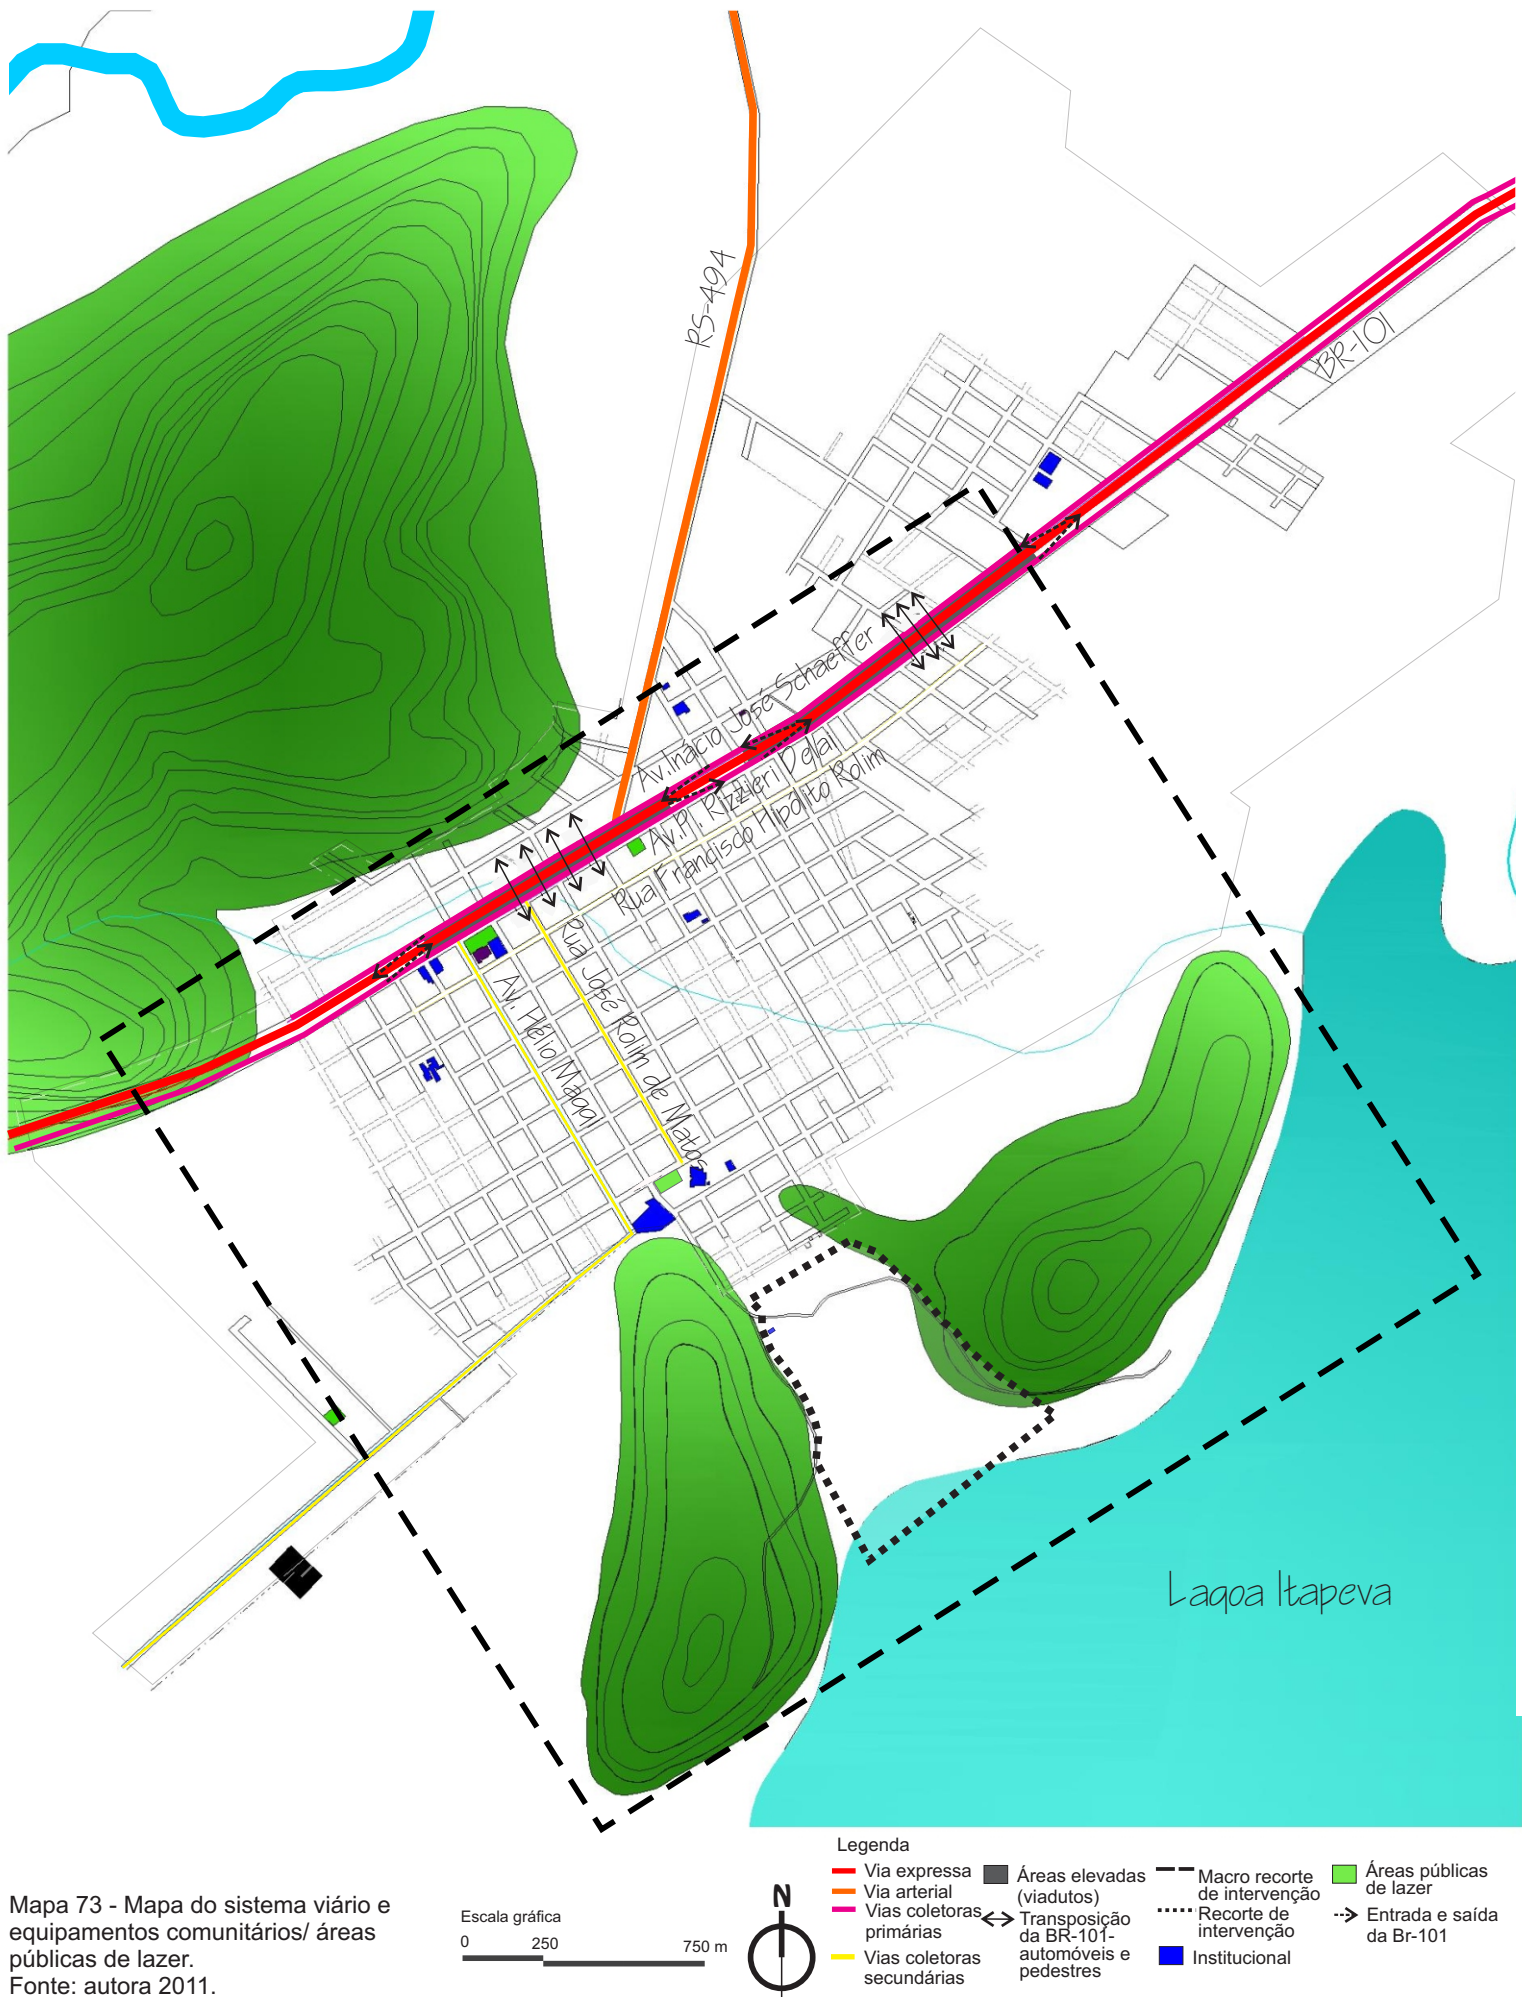 RS-494
BR-101
Av.Inácio José Schaeffer
Av.Pl. Rizzieri Delai
Rua Francisco Hipólito Rolim
Rua José Rolim de Matos
Av. Hélio Maggi
Lagoa Itapeva
Legenda
Via expressa
Via arterial
Vias coletoras
primárias
Vias coletoras
secundárias
Áreas elevadas
(viadutos)
Transposição
da BR-101-
automóveis e
pedestres
Macro recorte
de intervenção
Recorte de
intervenção
Institucional
Áreas públicas
de lazer
Entrada e saída
da Br-101
Mapa 73 - Mapa do sistema viário e
equipamentos comunitários/ áreas
públicas de lazer.
Fonte: autora 2011.
Escala gráfica
0 250 750 m
N